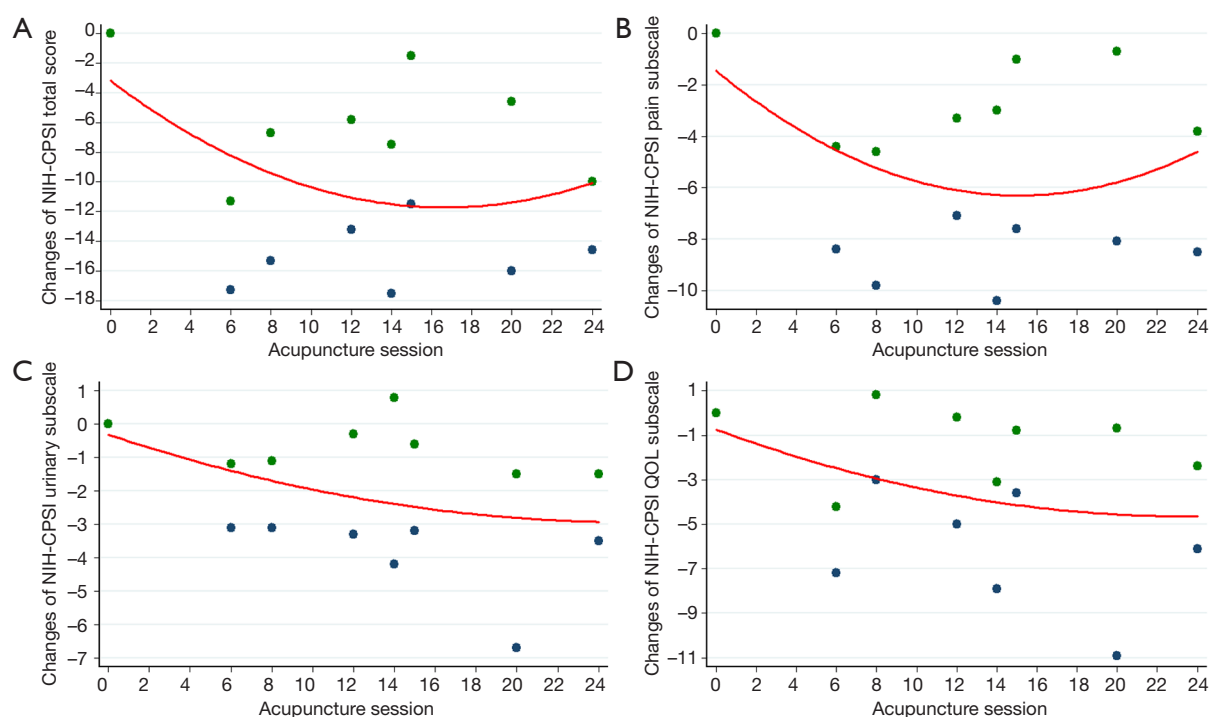 A
Changes of NIH-CPSI total score
0
−2
−4
−6
−8
−10
−12
−14
−16
−18
0 2 4 6 8 10 12 14 16 18 20 22 24
Acupuncture session
B
Changes of NIH-CPSI pain subscale
0
−2
−4
−6
−8
−10
0 2 4 6 8 10 12 14 16 18 20 22 24
Acupuncture session
C
Changes of NIH-CPSI urinary subscale
1
0
−1
−2
−3
−4
−5
−6
−7
0 2 4 6 8 10 12 14 16 18 20 22 24
Acupuncture session
D
Changes of NIH-CPSI QOL subscale
1
−1
−3
−5
−7
−9
−11
0 2 4 6 8 10 12 14 16 18 20 22 24
Acupuncture session